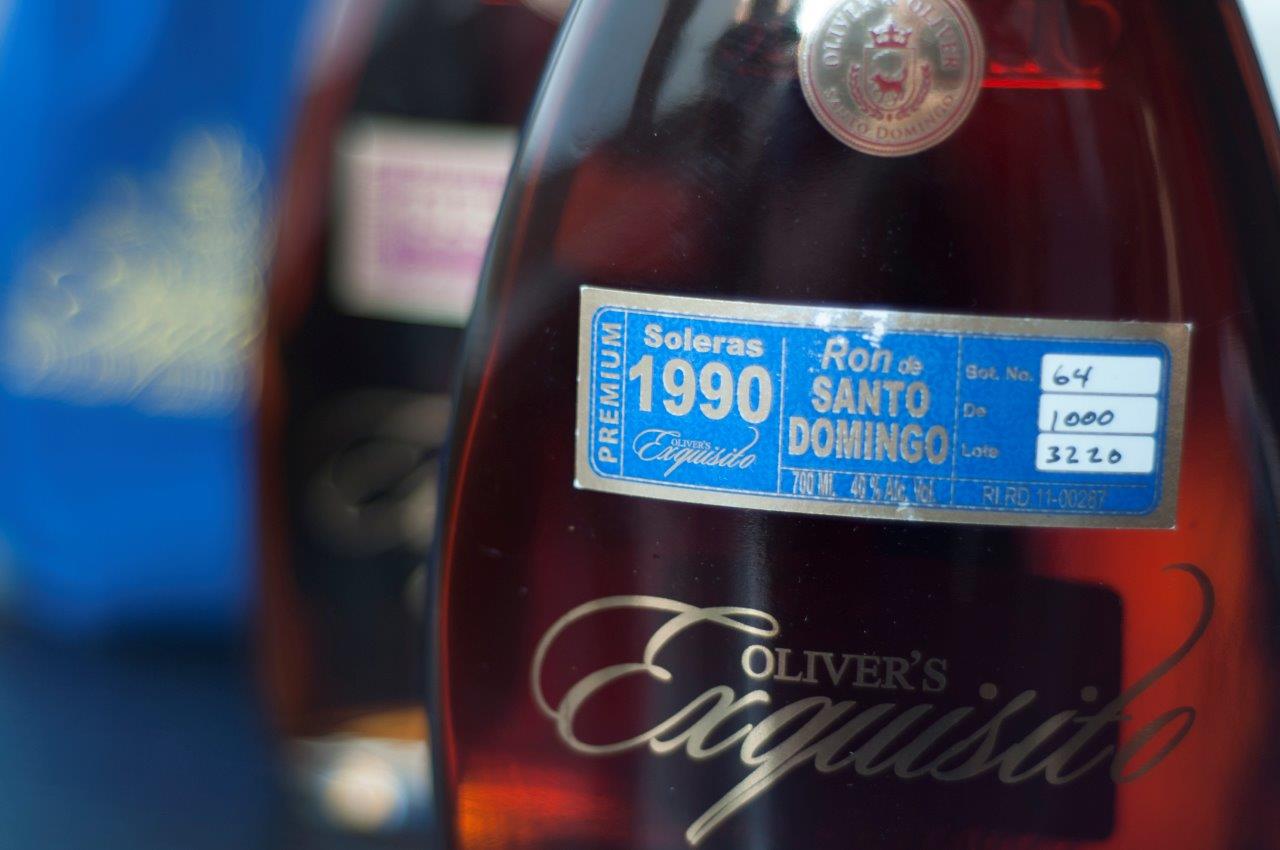 OLIVER & OLIVER
SANTO DOMINGO
PREMIUM
Soleras
1990
OLIVER'S
Exquisito
Ron de
SANTO
DOMINGO
Bot. No. 64
De 1000
Lote 3220
700 ML 40 % Alc. Vol.
RI RD 11-00287
OLIVER'S
Exquisito